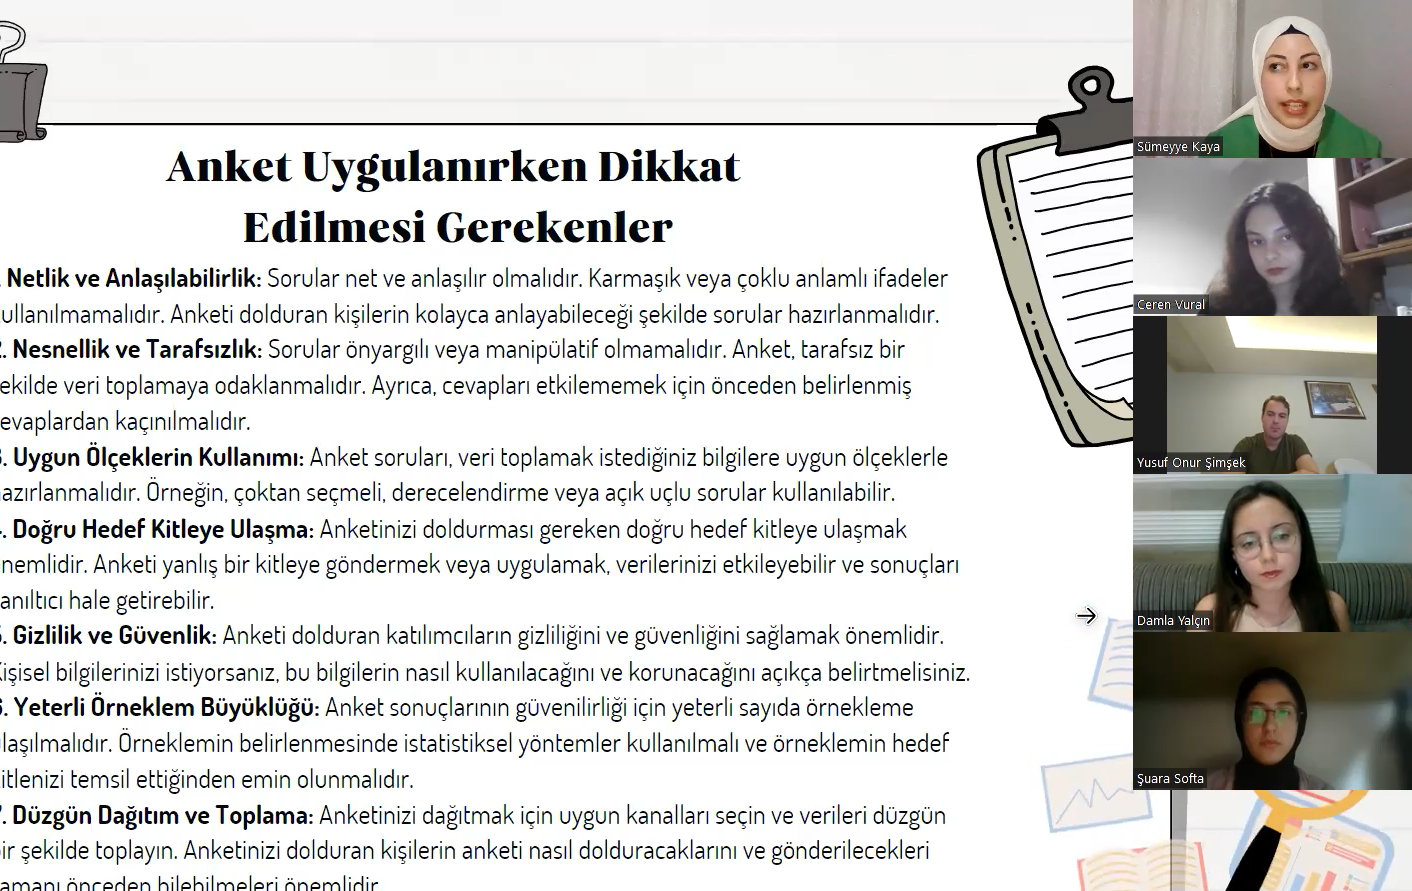 Anket Uygulanırken Dikkat
Edilmesi Gerekenler
. Netlik ve Anlaşılabilirlik: Sorular net ve anlaşılır olmalıdır. Karmaşık veya çoklu anlamlı ifadeler
ullanılmamalıdır. Anketi dolduran kişilerin kolayca anlayabileceği şekilde sorular hazırlanmalıdır.
2. Nesnellik ve Tarafsızlık: Sorular önyargılı veya manipülatif olmamalıdır. Anket, tarafsız bir
ekilde veri toplamaya odaklanmalıdır. Ayrıca, cevapları etkilememek için önceden belirlenmiş
evaplardan kaçınılmalıdır.
3. Uygun Ölçeklerin Kullanımı: Anket soruları, veri toplamak istediğiniz bilgilere uygun ölçeklerle
azırlanmalıdır. Örneğin, çoktan seçmeli, derecelendirme veya açık uçlu sorular kullanılabilir.
. Doğru Hedef Kitleye Ulaşma: Anketinizi doldurması gereken doğru hedef kitleye ulaşmak
nemlidir. Anketi yanlış bir kitleye göndermek veya uygulamak, verilerinizi etkileyebilir ve sonuçları
anıltıcı hale getirebilir.
5. Gizlilik ve Güvenlik: Anketi dolduran katılımcıların gizliliğini ve güvenliğini sağlamak önemlidir.
Kişisel bilgilerinizi istiyorsanız, bu bilgilerin nasıl kullanılacağını ve korunacağını açıkça belirtmelisiniz.
6. Yeterli Örneklem Büyüklüğü: Anket sonuçlarının güvenilirliği için yeterli sayıda örnekleme
laşılmalıdır. Örneklemin belirlenmesinde istatistiksel yöntemler kullanılmalı ve örneklemin hedef
itlenizi temsil ettiğinden emin olunmalıdır.
7. Düzgün Dağıtım ve Toplama: Anketinizi dağıtmak için uygun kanalları seçin ve verileri düzgün
ir şekilde toplayın. Anketinizi dolduran kişilerin anketi nasıl dolduracaklarını ve gönderilecekleri
amanı önceden bilebilmeleri önemlidir
Sümeyye Kaya
Ceren Vural
Yusuf Onur Şimşek
Damla Yalçın
Şuara Softa